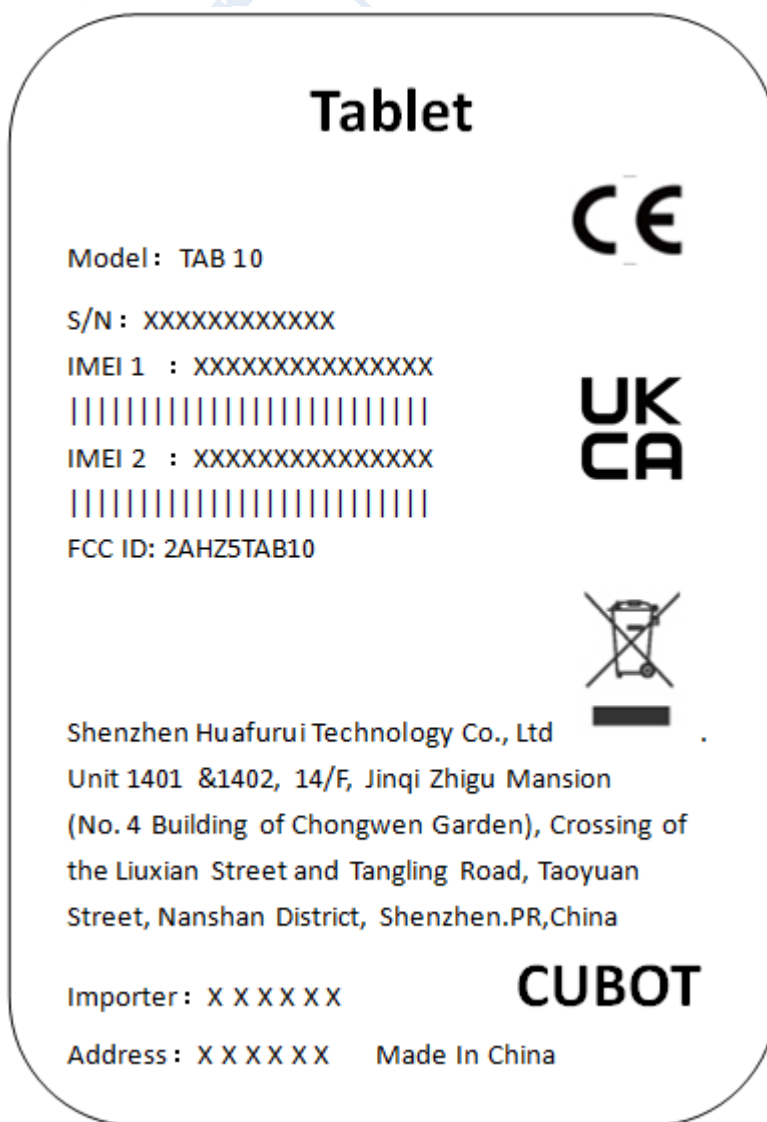 Tablet
CE
Model： TAB 10
S/N： XXXXXXXXXXXX
IMEI 1 ：XXXXXXXXXXXXXXX
IMEI 2 ：XXXXXXXXXXXXXXX
UK
CA
FCC ID: 2AHZ5TAB10
Shenzhen Huafurui Technology Co., Ltd .
Unit 1401 &1402, 14/F, Jinqi Zhigu Mansion
(No. 4 Building of Chongwen Garden), Crossing of
the Liuxian Street and Tangling Road, Taoyuan
Street, Nanshan District, Shenzhen.PR,China
CUBOT
Importer： X X X X X X
Address： X X X X X X Made In China